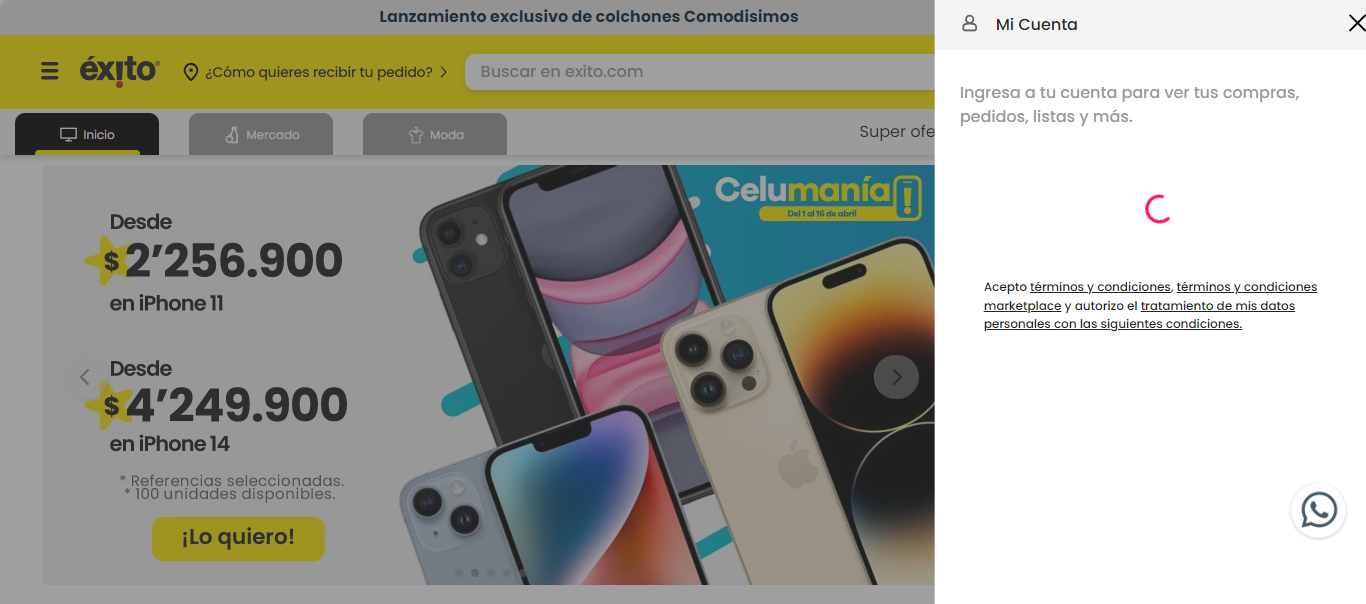 Lanzamiento exclusivo de colchones Comodisimos
éxito
¿Cómo quieres recibir tu pedido?
Buscar en exito.com
Inicio
Mercado
Moda
Super ofe
Desde
$2’256.900
en iPhone 11
Desde
$4’249.900
en iPhone 14
* Referencias seleccionadas.
* 100 unidades disponibles.
¡Lo quiero!
Celumanía
Del 1 al 16 de abril
Mi Cuenta
Ingresa a tu cuenta para ver tus compras,
pedidos, listas y más.
Acepto términos y condiciones, términos y condiciones
marketplace y autorizo el tratamiento de mis datos
personales con las siguientes condiciones.